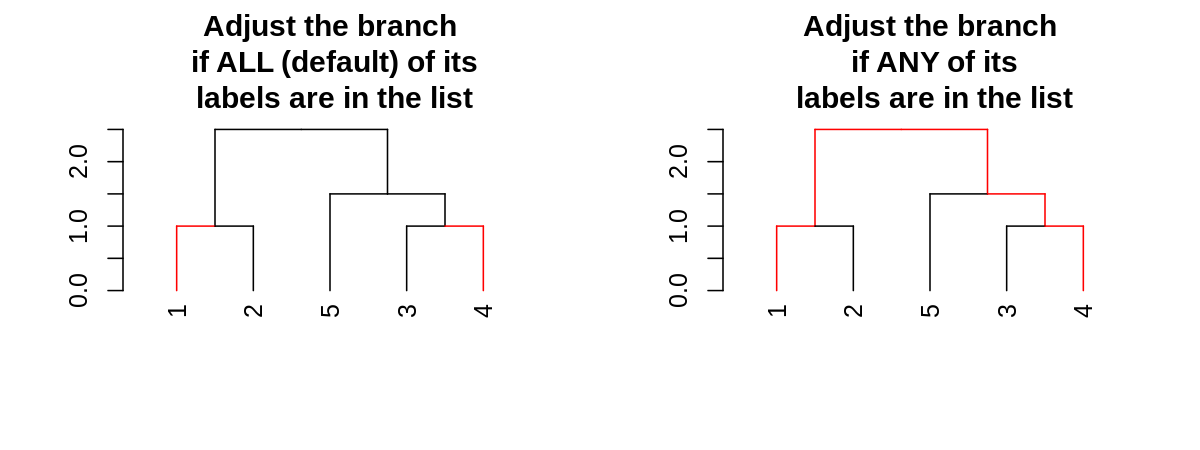 Adjust the branch
if ALL (default) of its
labels are in the list
2.0
1.0
0.0
1 2 5 3 4
Adjust the branch
if ANY of its
labels are in the list
2.0
1.0
0.0
1 2 5 3 4